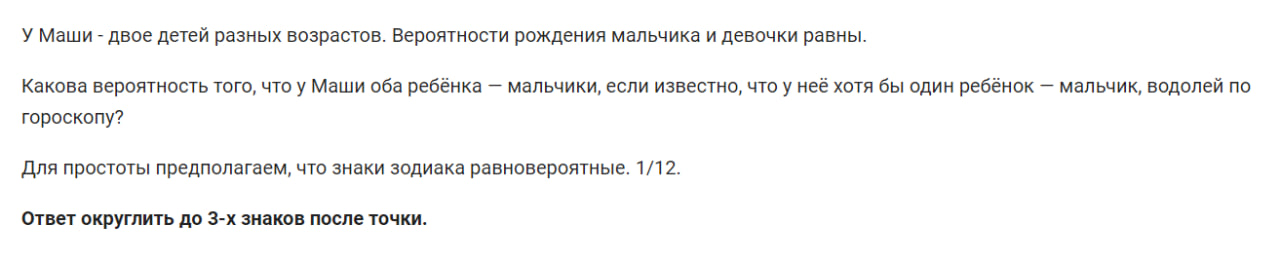 У Маши - двое детей разных возрастов. Вероятности рождения мальчика и девочки равны.
Какова вероятность того, что у Маши оба ребёнка — мальчики, если известно, что у неё хотя бы один ребёнок — мальчик, водолей по
гороскопу?
Для простоты предполагаем, что знаки зодиака равновероятные. 1/12.
Ответ округлить до 3-х знаков после точки.